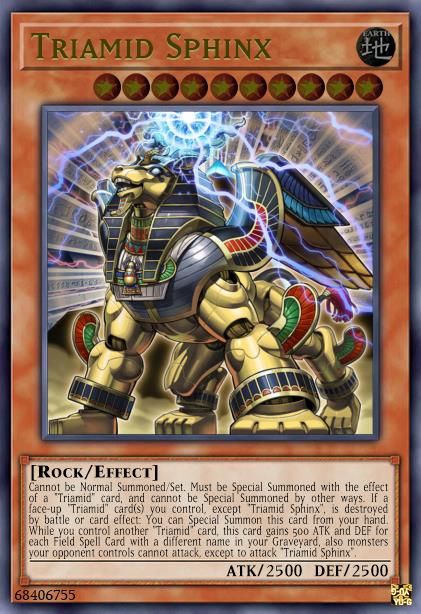 Triamid Sphinx
EARTH
地
[Rock/Effect]
Cannot be Normal Summoned/Set. Must be Special Summoned with the effect
of a "Triamid" card, and cannot be Special Summoned by other ways. If a
face-up "Triamid" card(s) you control, except "Triamid Sphinx", is destroyed
by battle or card effect: You can Special Summon this card from your hand.
While you control another "Triamid" card, this card gains 500 ATK and DEF for
each Field Spell Card with a different name in your Graveyard, also monsters
your opponent controls cannot attack, except to attack "Triamid Sphinx".
ATK/2500 DEF/2500
68406755